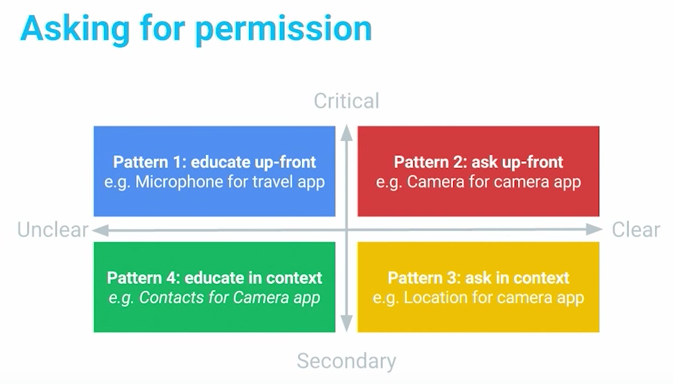 Asking for permission
Critical
Pattern 1: educate up-front
e.g. Microphone for travel app
Pattern 2: ask up-front
e.g. Camera for camera app
Unclear
Clear
Pattern 4: educate in context
e.g. Contacts for Camera app
Pattern 3: ask in context
e.g. Location for camera app
Secondary